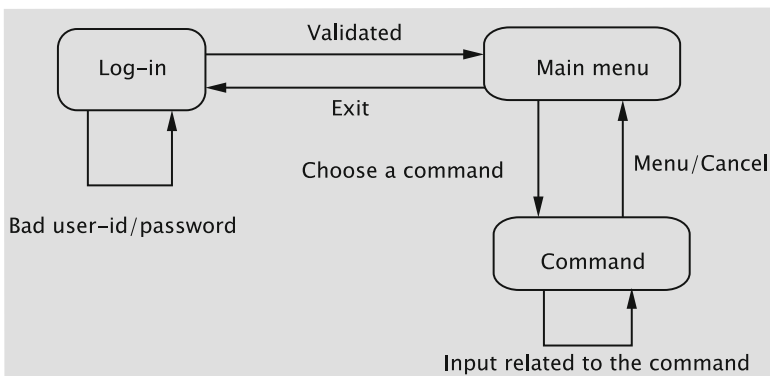 Validated
Log-in
Main menu
Exit
Choose a command
Menu/Cancel
Bad user-id/password
Command
Input related to the command